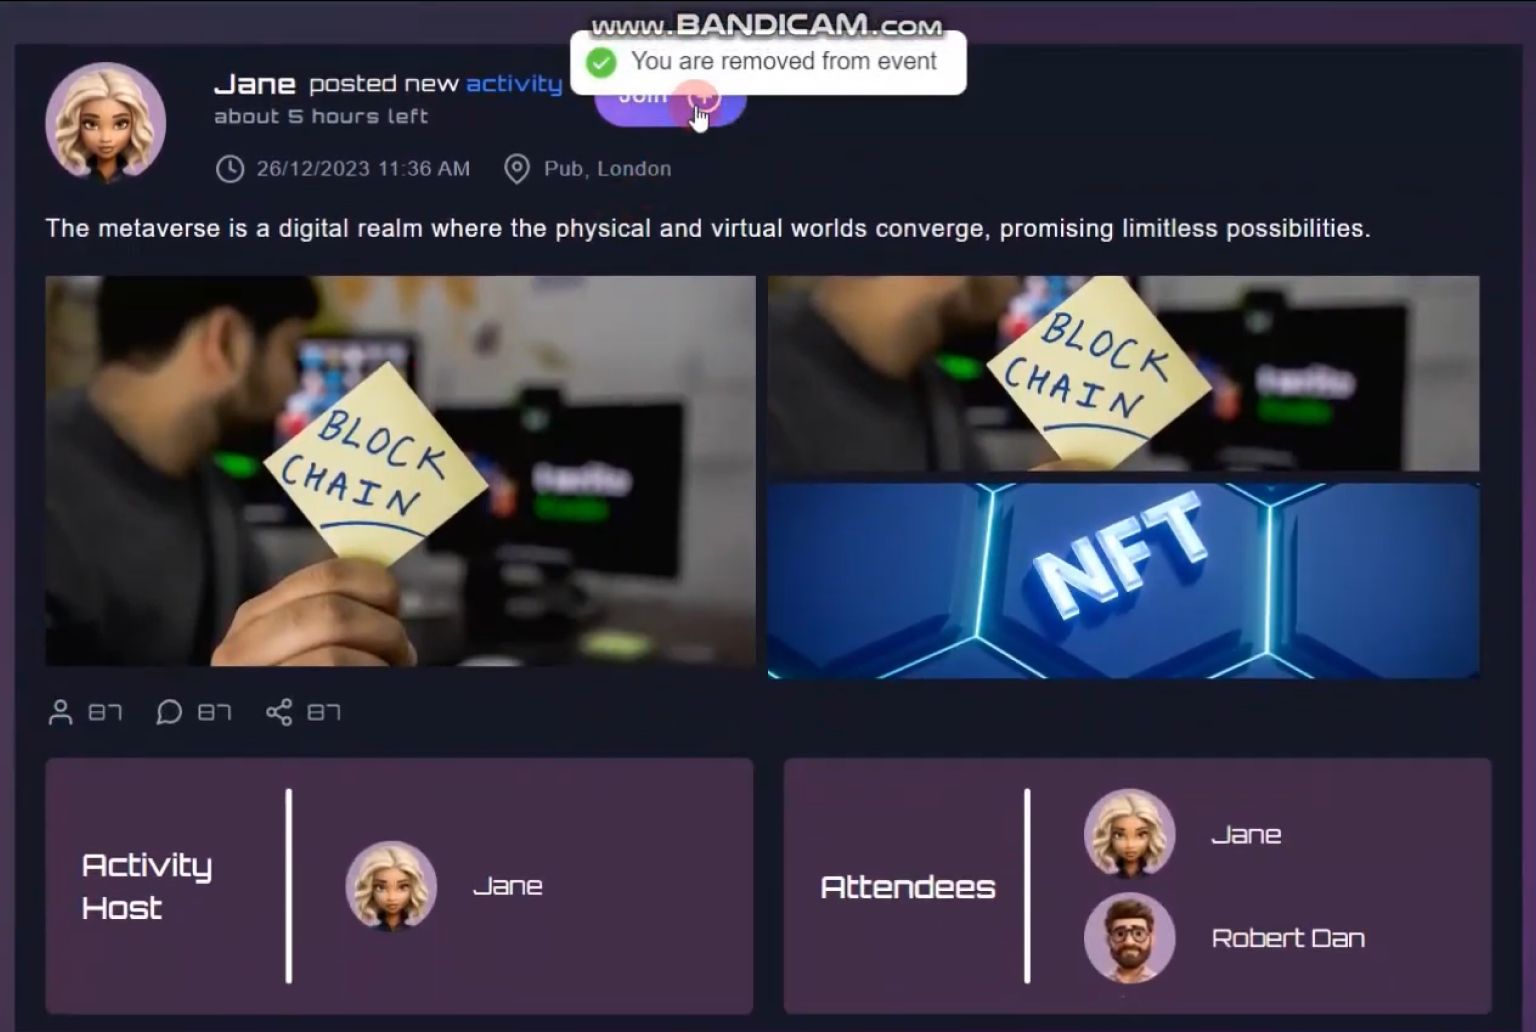 www.BANDICAM.com
You are removed from event
Jane posted new activity
Join
about 5 hours left
26/12/2023 11:36 AM
Pub, London
The metaverse is a digital realm where the physical and virtual worlds converge, promising limitless possibilities.
BLOCK
CHAIN
BLOCK
CHAIN
NFT
87
87
87
Activity
Host
Jane
Attendees
Jane
Robert Dan